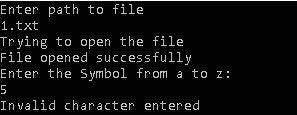 Enter path to file
1.txt
Trying to open the file
File opened successfully
Enter the Symbol from a to z:
5
Invalid character entered